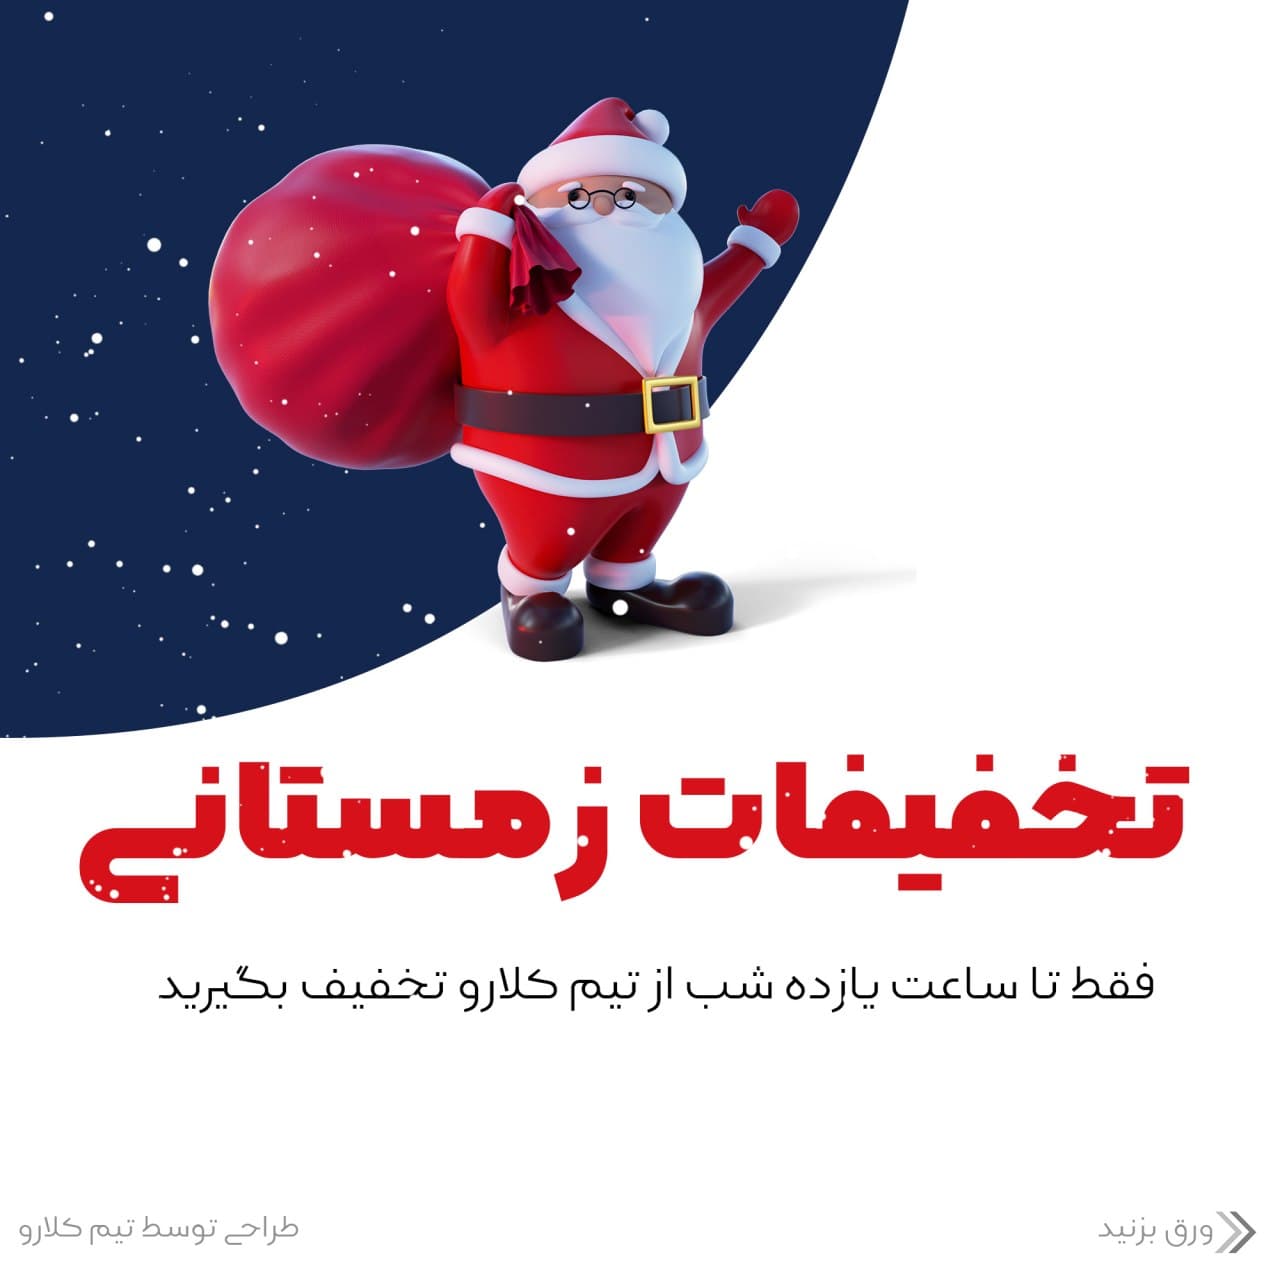 تخفیفات زمستانی
فقط تا ساعت یازده شب از تیم کلارو تخفیف بگیرید
ورق بزنید
طراحی توسط تیم کلارو